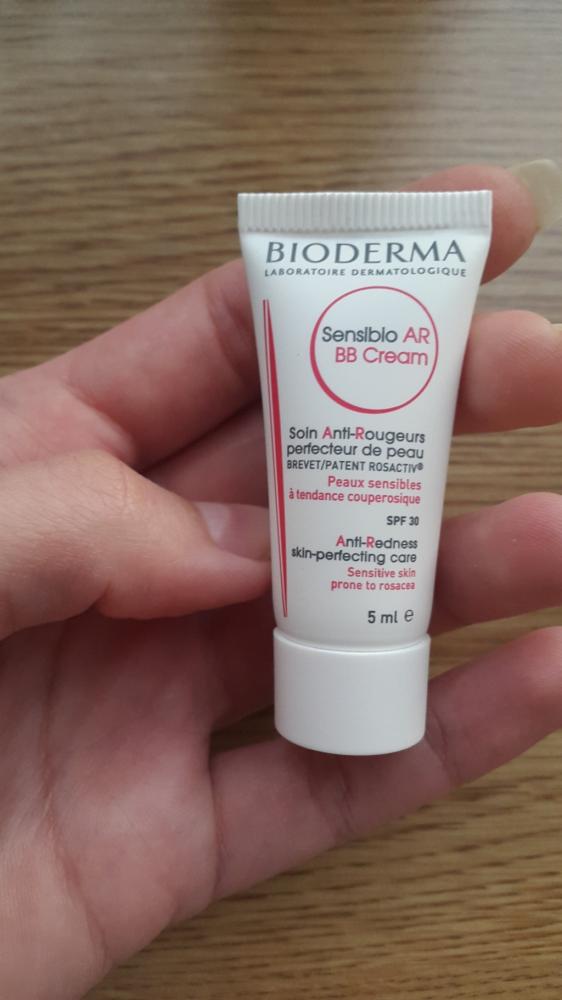 BIODERMA
LABORATOIRE DERMATOLOGIQUE
Sensibio AR
BB Cream
Soin Anti-Rougeurs
perfecteur de peau
BREVET/PATENT ROSACTIV®
Peaux sensibles
à tendance couperosique
SPF 30
Anti-Redness
skin-perfecting care
Sensitive skin
prone to rosacea
5 ml ℮